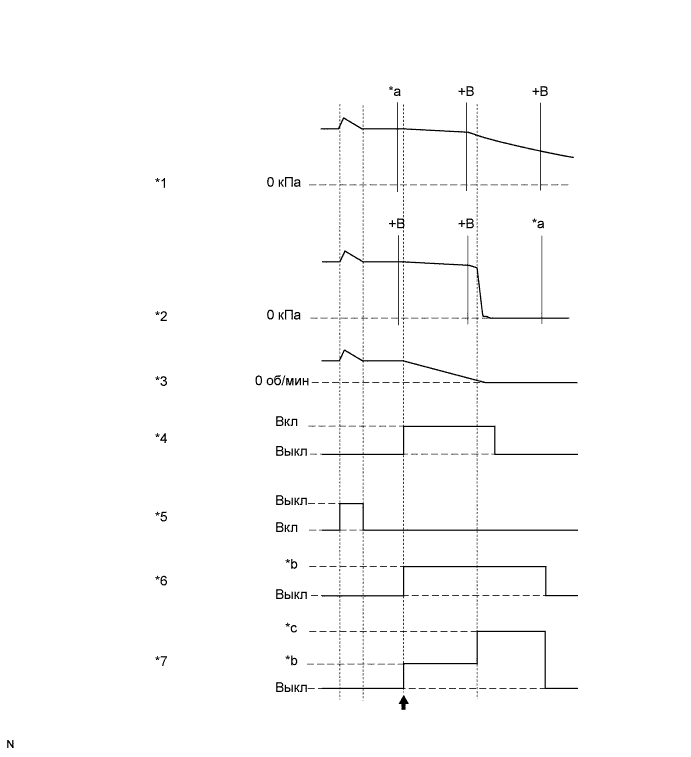 *a +B +B
*1 0 кПа
+B +B *a
*2 0 кПа
*3 0 об/мин
Вкл
*4
Выкл
Выкл
*5
Вкл
*b
*6
Выкл
*c
*7 *b
Выкл
N